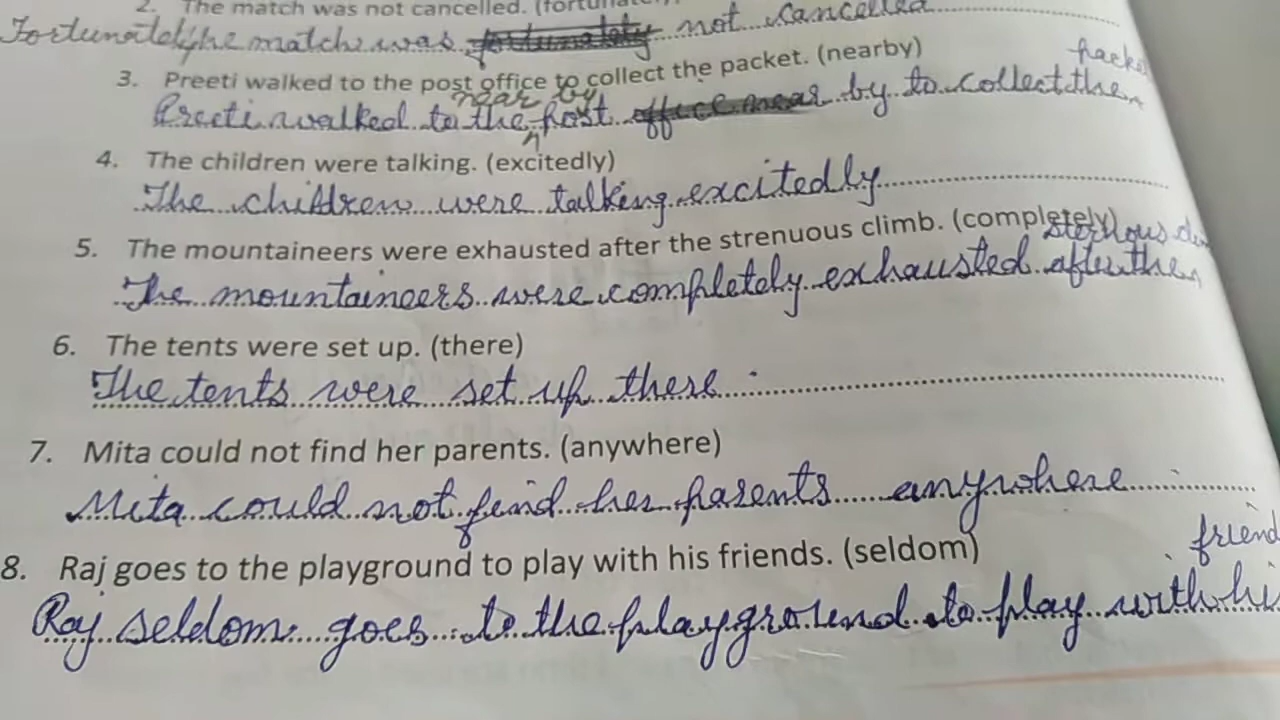 2. The match was not cancelled. (fortunately)
Fortunately the match was not cancelled
3. Preeti walked to the post office to collect the packet. (nearby)
packet
near by
Preeti walked to the post by to collect the
4. The children were talking. (excitedly)
The children were talking excitedly
5. The mountaineers were exhausted after the strenuous climb. (completely)
The mountaineers were completely exhausted after the
6. The tents were set up. (there)
The tents were set up there.
7. Mita could not find her parents. (anywhere)
Mita could not find her parents anywhere
8. Raj goes to the playground to play with his friends. (seldom)
friend
Raj seldom goes to the playground to play with hi